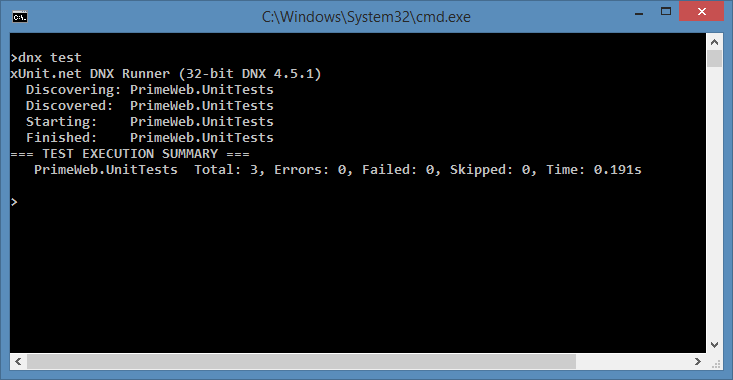 C:\Windows\System32\cmd.exe
C:\.
>dnx test
xUnit.net DNX Runner (32-bit DNX 4.5.1)
  Discovering: PrimeWeb.UnitTests
  Discovered:  PrimeWeb.UnitTests
  Starting:    PrimeWeb.UnitTests
  Finished:    PrimeWeb.UnitTests
=== TEST EXECUTION SUMMARY ===
   PrimeWeb.UnitTests  Total: 3, Errors: 0, Failed: 0, Skipped: 0, Time: 0.191s
>